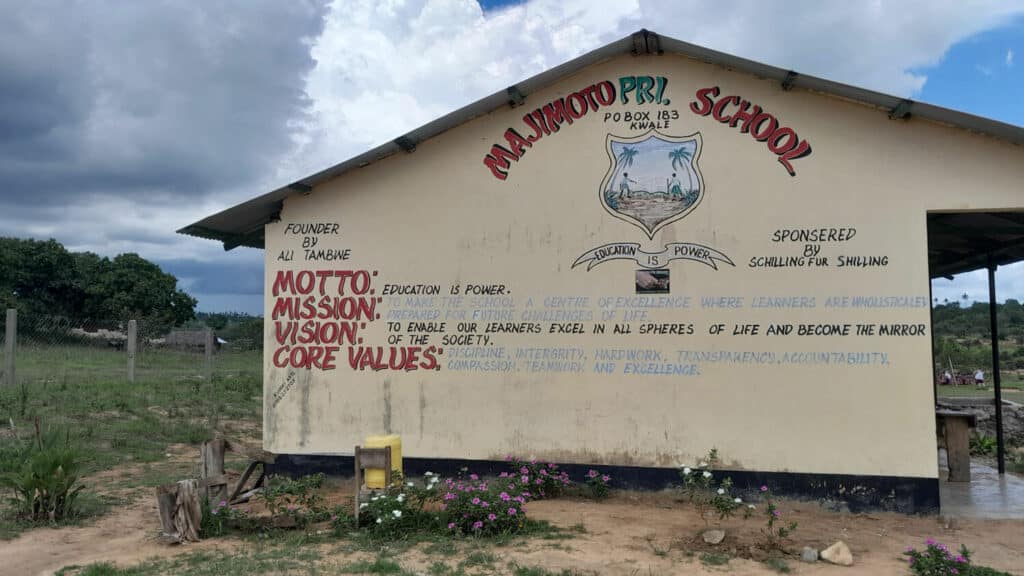 MAJIMOTO PRI. SCHOOL
PO BOX 183
KWALE
FOUNDER
BY
ALI TAMBWE
EDUCATION IS POWER
SPONSERED
BY
SCHILLING FÜR SHILLING
MOTTO: EDUCATION IS POWER.
MISSION: TO MAKE THE SCHOOL A CENTRE OF EXCELLENCE WHERE LEARNERS ARE WHOLISTICALEY
PREPARED FOR FUTURE CHALLENGES OF LIFE.
VISION: TO ENABLE OUR LEARNERS EXCEL IN ALL SPHERES OF LIFE AND BECOME THE MIRROR
OF THE SOCIETY.
CORE VALUES: DISCIPLINE, INTERGRITY, HARDWORK, TRANSPARENCY, ACCOUNTABILITY,
COMPASSION, TEAMWORK AND EXCELLENCE.